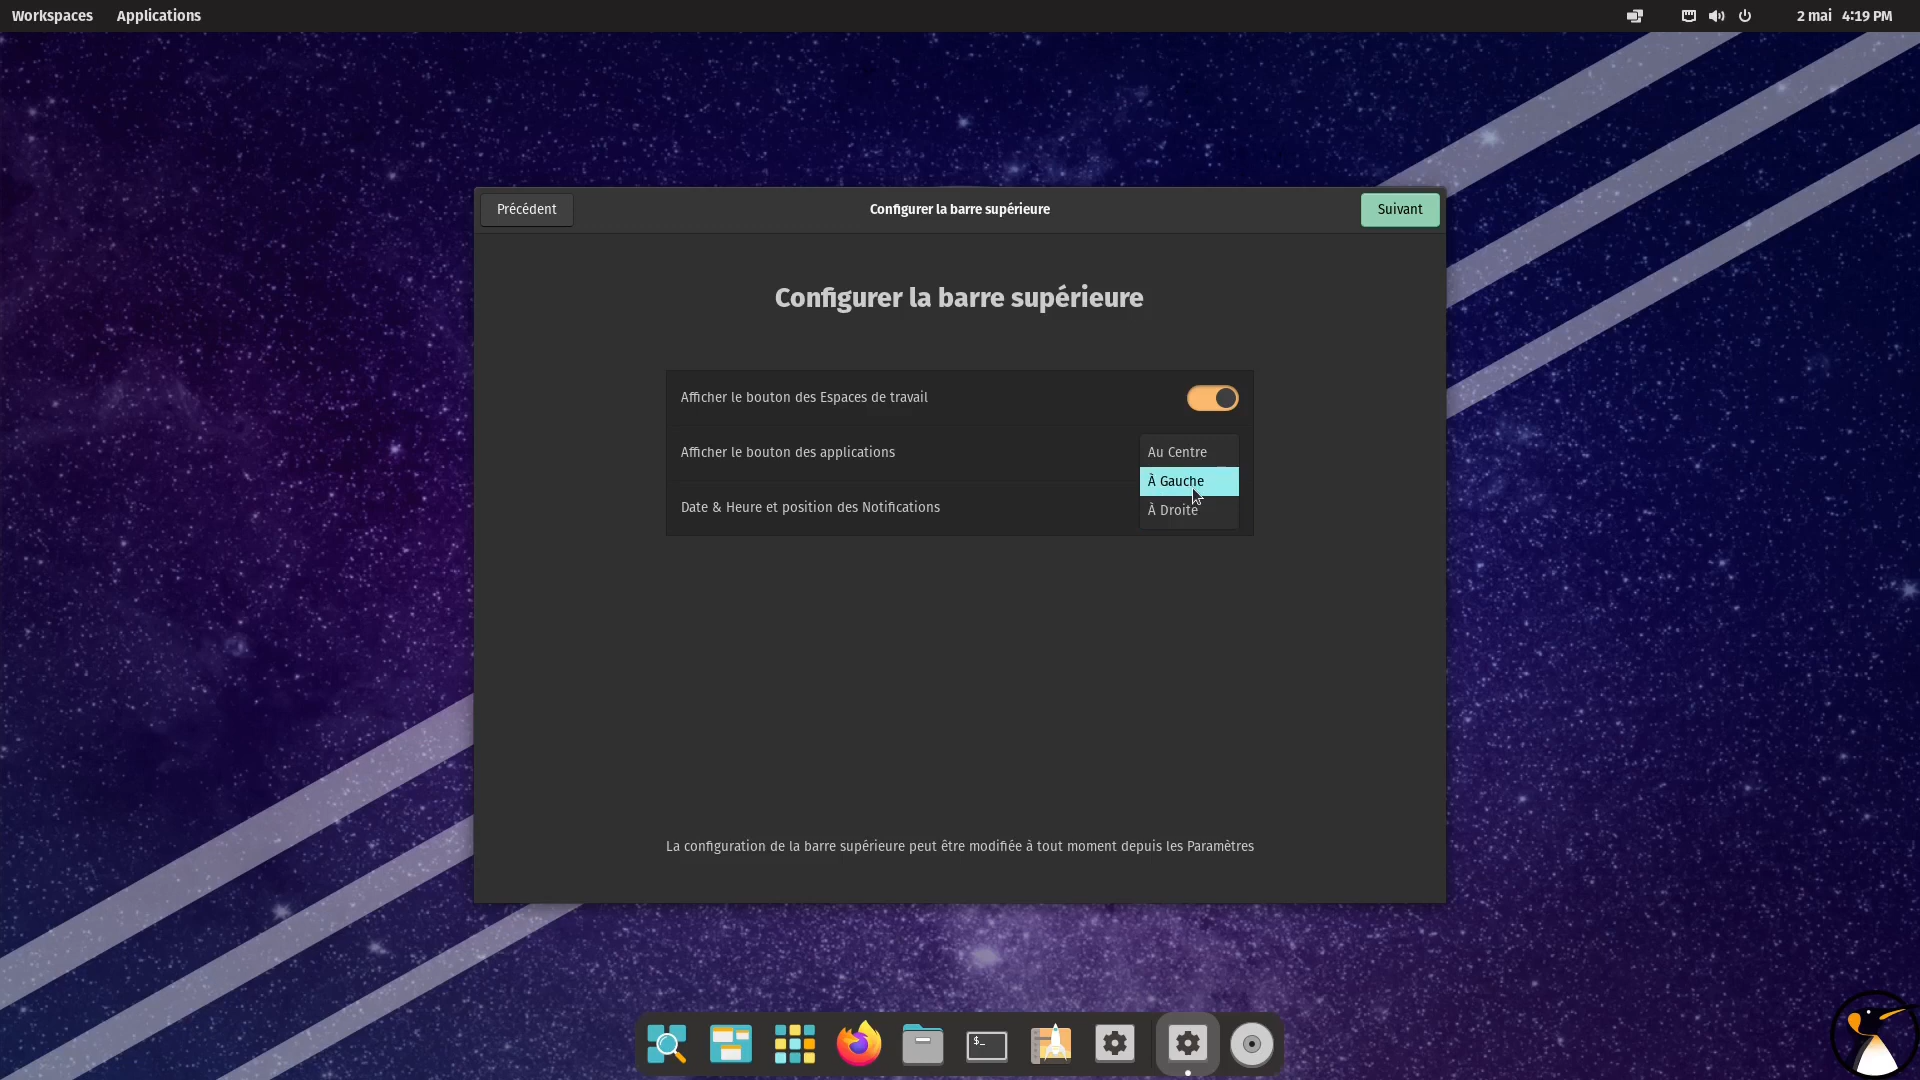 Workspaces Applications 2 mai 4:19 PM
Précédent Configurer la barre supérieure Suivant
Configurer la barre supérieure
Afficher le bouton des Espaces de travail
Afficher le bouton des applications
Au Centre
À Gauche
Date & Heure et position des Notifications
À Droite
La configuration de la barre supérieure peut être modifiée à tout moment depuis les Paramètres
$_